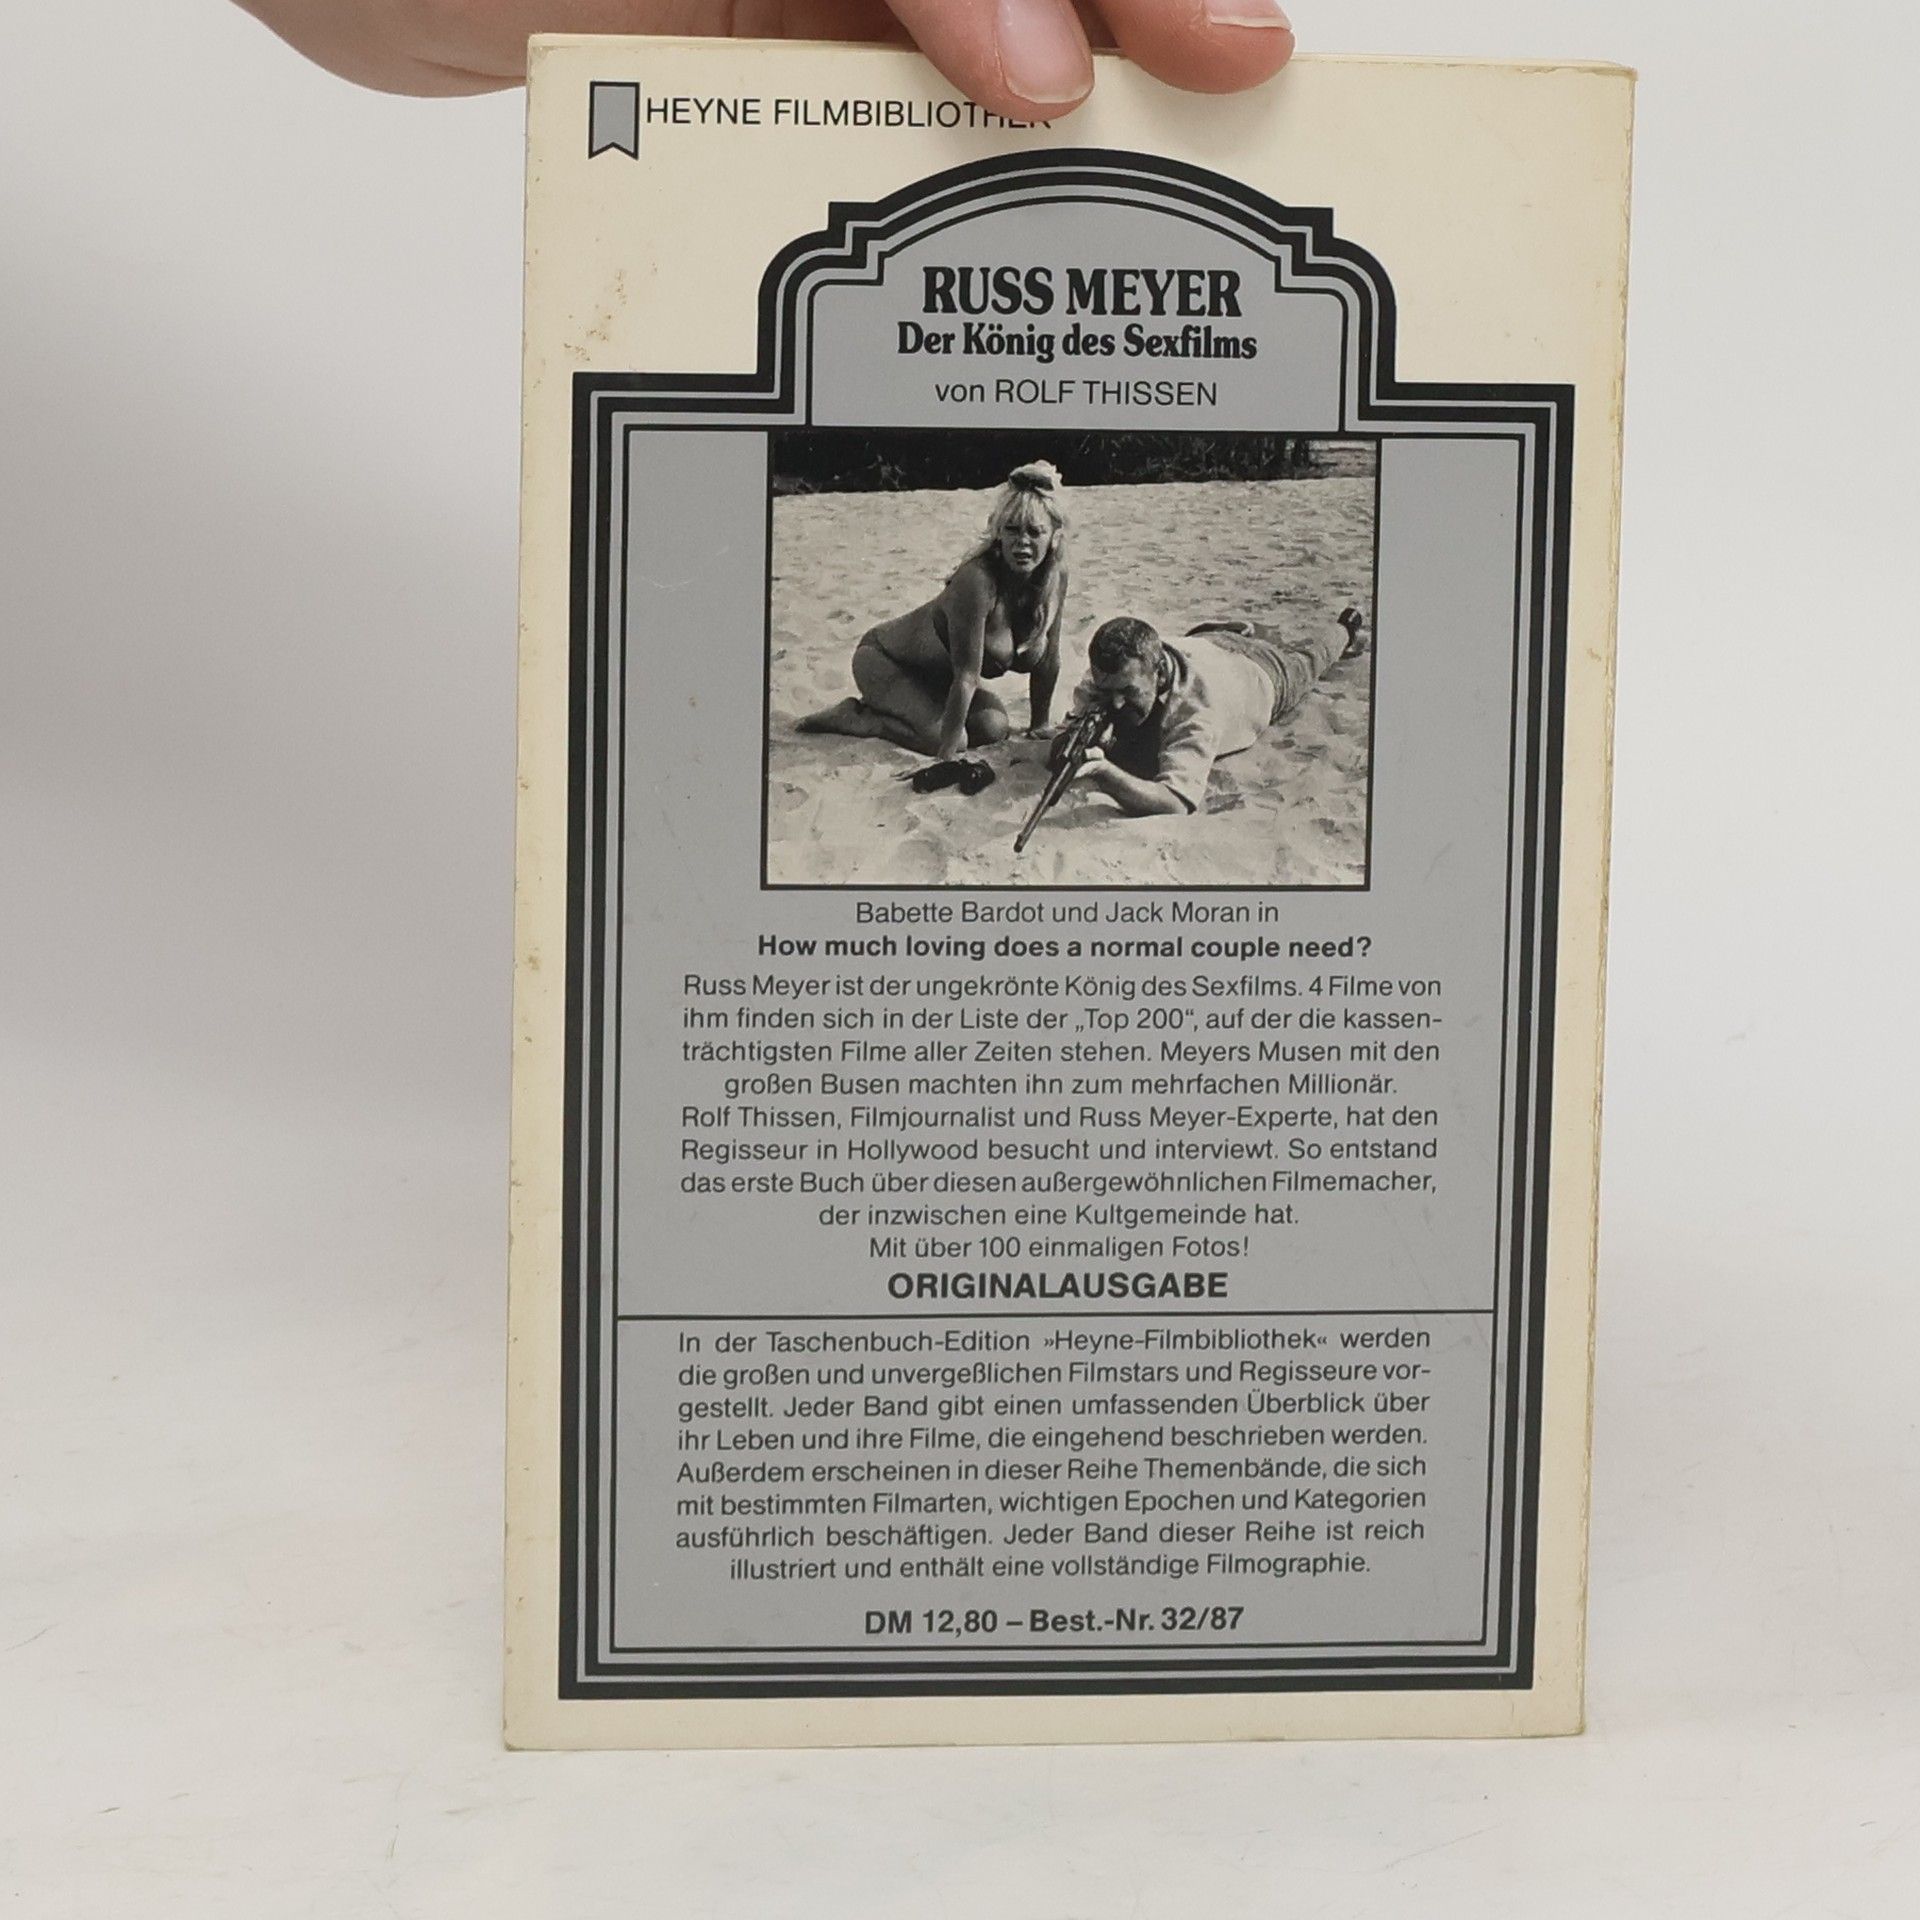 HEYNE FILMBIBLIOTHEK
RUSS MEYER
Der König des Sexfilms
von ROLF THISSEN
Babette Bardot und Jack Moran in
How much loving does a normal couple need?
Russ Meyer ist der ungekrönte König des Sexfilms. 4 Filme von
ihm finden sich in der Liste der „Top 200“, auf der die kassen-
trächtigsten Filme aller Zeiten stehen. Meyers Musen mit den
großen Busen machten ihn zum mehrfachen Millionär.
Rolf Thissen, Filmjournalist und Russ Meyer-Experte, hat den
Regisseur in Hollywood besucht und interviewt. So entstand
das erste Buch über diesen außergewöhnlichen Filmemacher,
der inzwischen eine Kultgemeinde hat.
Mit über 100 einmaligen Fotos!
ORIGINALAUSGABE
In der Taschenbuch-Edition »Heyne-Filmbibliothek« werden
die großen und unvergeßlichen Filmstars und Regisseure vor-
gestellt. Jeder Band gibt einen umfassenden Überblick über
ihr Leben und ihre Filme, die eingehend beschrieben werden.
Außerdem erscheinen in dieser Reihe Themenbände, die sich
mit bestimmten Filmarten, wichtigen Epochen und Kategorien
ausführlich beschäftigen. Jeder Band dieser Reihe ist reich
illustriert und enthält eine vollständige Filmographie.
DM 12,80 – Best.-Nr. 32/87